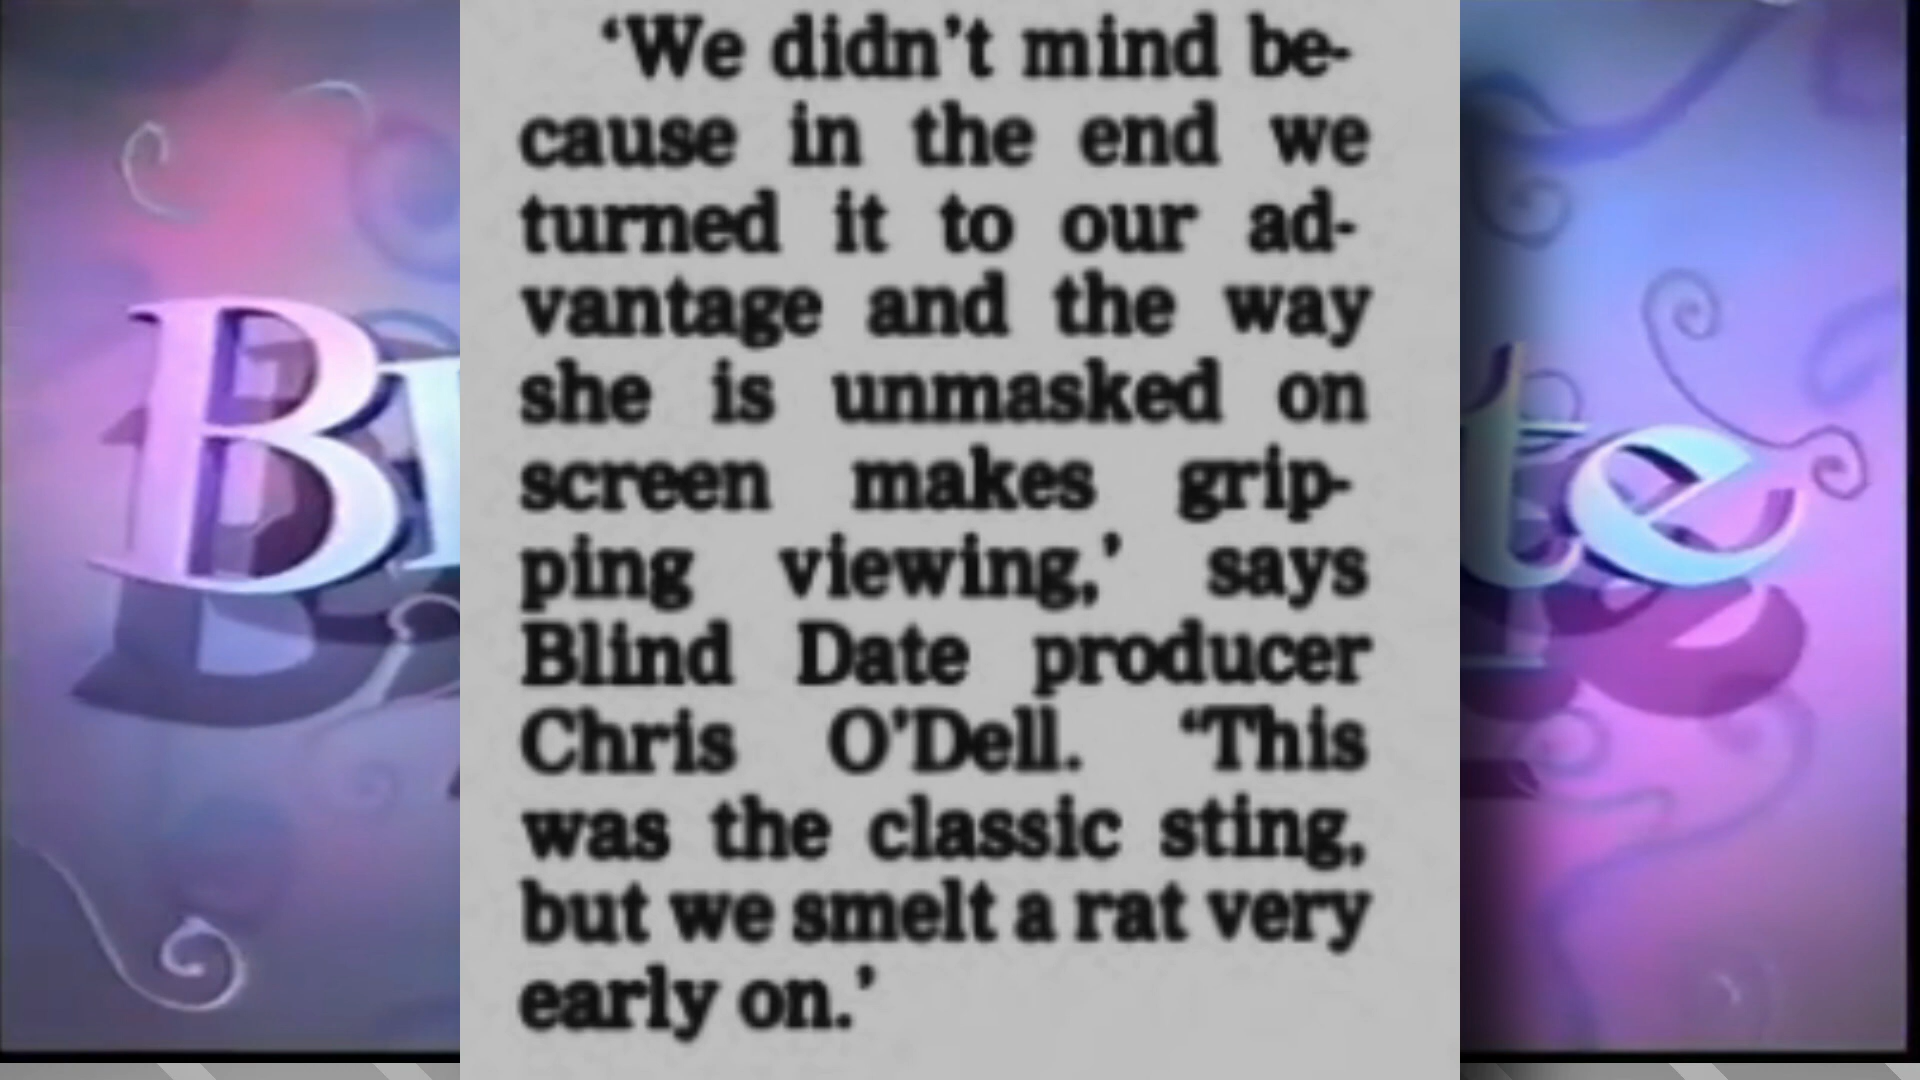 ‘We didn’t mind be-
cause in the end we
turned it to our ad-
vantage and the way
she is unmasked on
screen makes grip-
ping viewing,’ says
Blind Date producer
Chris O’Dell. ‘This
was the classic sting,
but we smelt a rat very
early on.’
B
te